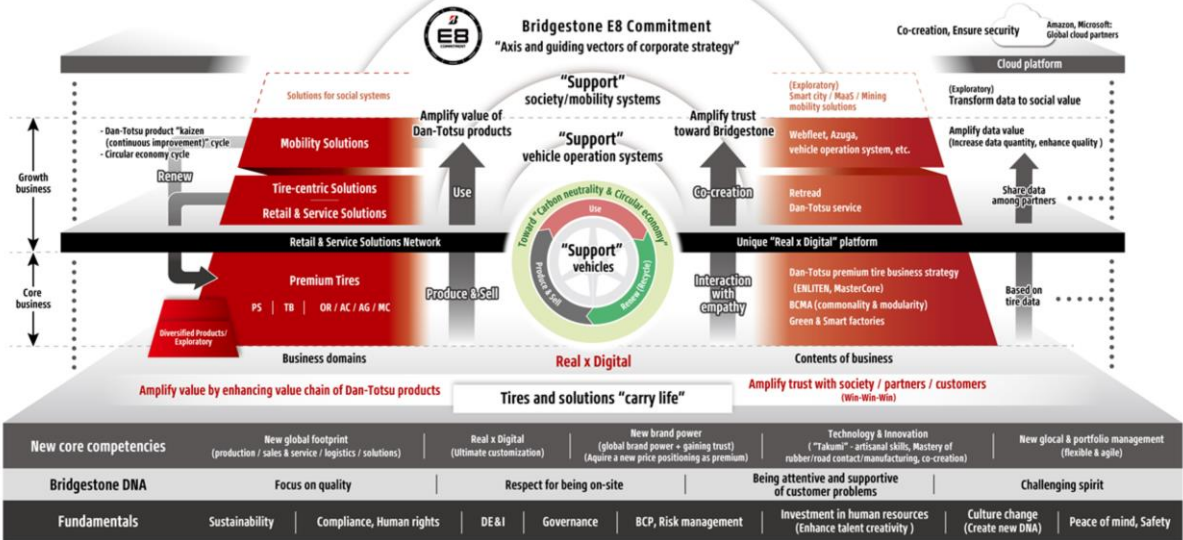 E8
COMMITMENT
Bridgestone E8 Commitment
"Axis and guiding vectors of corporate strategy"
Co-creation, Ensure security
Amazon, Microsoft:
Global cloud partners
Cloud platform
Solutions for social systems
"Support"
society/mobility systems
(Exploratory)
Smart city / MaaS / Mining
mobility solutions
(Exploratory)
Transform data to social value
Growth
business
- Dan-Totsu product "kaizen
(continuous improvement)" cycle
- Circular economy cycle
Renew
Mobility Solutions
Amplify value of
Dan-Totsu products
"Support"
vehicle operation systems
Amplify trust
toward Bridgestone
Webfleet, Azuga,
vehicle operation system, etc.
Amplify data value
(Increase data quantity, enhance quality )
Tire-centric Solutions
Retail & Service Solutions
Use
Co-creation
Retread
Dan-Totsu service
Share data
among partners
Retail & Service Solutions Network
Unique "Real x Digital" platform
Toward "Carbon neutrality & Circular economy"
Use
Produce & Sell
Renew (Recycle)
"Support"
vehicles
Core
business
Premium Tires
PS | TB | OR / AC / AG / MC
Diversified Products/
Exploratory
Produce & Sell
Interaction
with
empathy
Dan-Totsu premium tire business strategy
(ENLITEN, MasterCore)
BCMA (commonality & modularity)
Green & Smart factories
Based on
tire data
Business domains
Real x Digital
Contents of business
Amplify value by enhancing value chain of Dan-Totsu products
Tires and solutions "carry life"
Amplify trust with society / partners / customers
(Win-Win-Win)
New core competencies
New global footprint
(production / sales & service / logistics / solutions)
Real x Digital
(Ultimate customization)
New brand power
(global brand power + gaining trust)
(Aquire a new price positioning as premium)
Technology & Innovation
( "Takumi" - artisanal skills, Mastery of
rubber/road contact/manufacturing, co-creation)
New glocal & portfolio management
(flexible & agile)
Bridgestone DNA
Focus on quality
Respect for being on-site
Being attentive and supportive
of customer problems
Challenging spirit
Fundamentals
Sustainability
Compliance, Human rights
DE&I
Governance
BCP, Risk management
Investment in human resources
(Enhance talent creativity )
Culture change
(Create new DNA)
Peace of mind, Safety